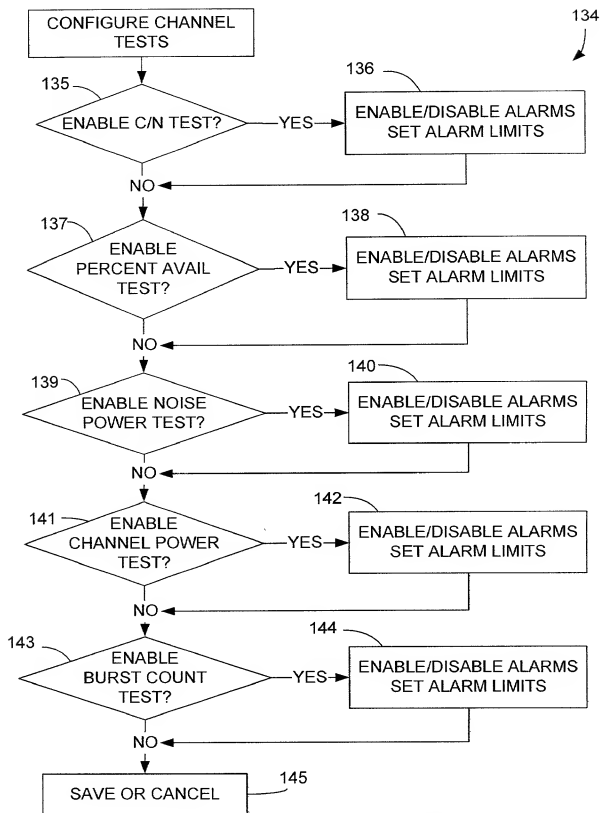 CONFIGURE CHANNEL
TESTS
134
135
136
ENABLE C/N TEST?
YES
ENABLE/DISABLE ALARMS
SET ALARM LIMITS
NO
137
138
ENABLE
PERCENT AVAIL
TEST?
YES
ENABLE/DISABLE ALARMS
SET ALARM LIMITS
NO
139
140
ENABLE NOISE
POWER TEST?
YES
ENABLE/DISABLE ALARMS
SET ALARM LIMITS
NO
141
142
ENABLE
CHANNEL POWER
TEST?
YES
ENABLE/DISABLE ALARMS
SET ALARM LIMITS
NO
143
144
ENABLE
BURST COUNT
TEST?
YES
ENABLE/DISABLE ALARMS
SET ALARM LIMITS
NO
SAVE OR CANCEL
145